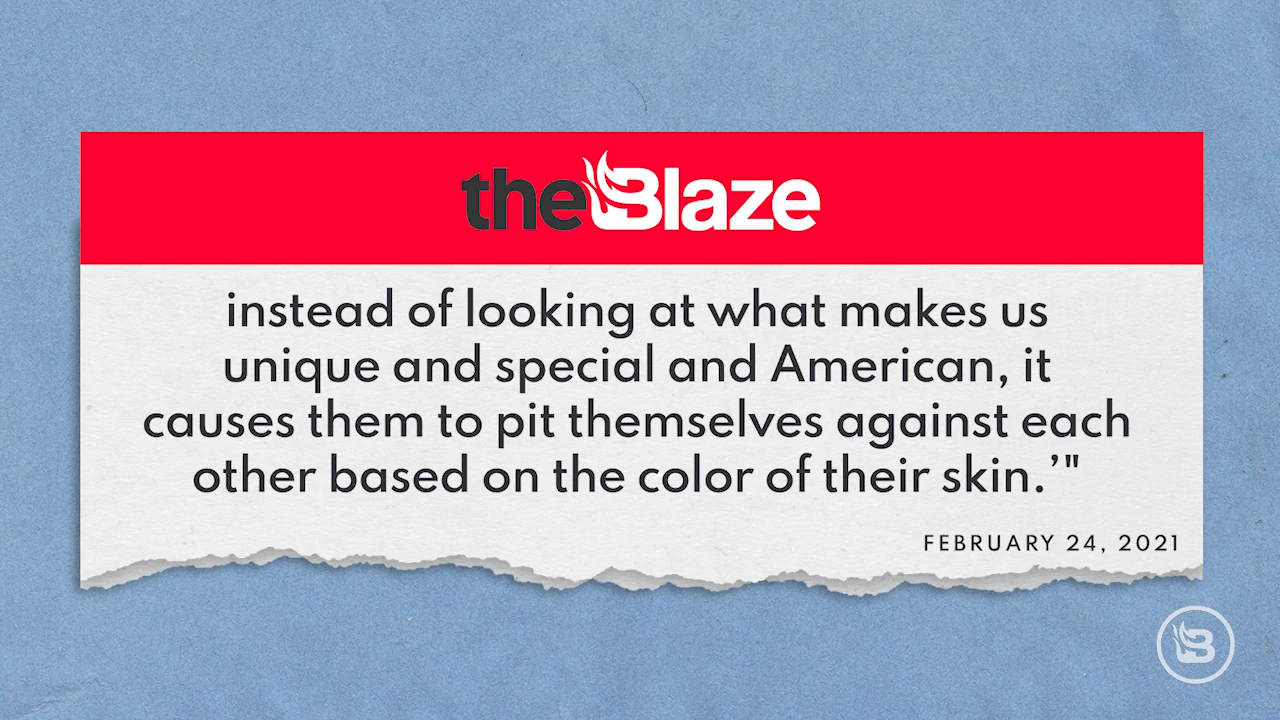 theBlaze
instead of looking at what makes us
unique and special and American, it
causes them to pit themselves against each
other based on the color of their skin.’"
FEBRUARY 24, 2021
B